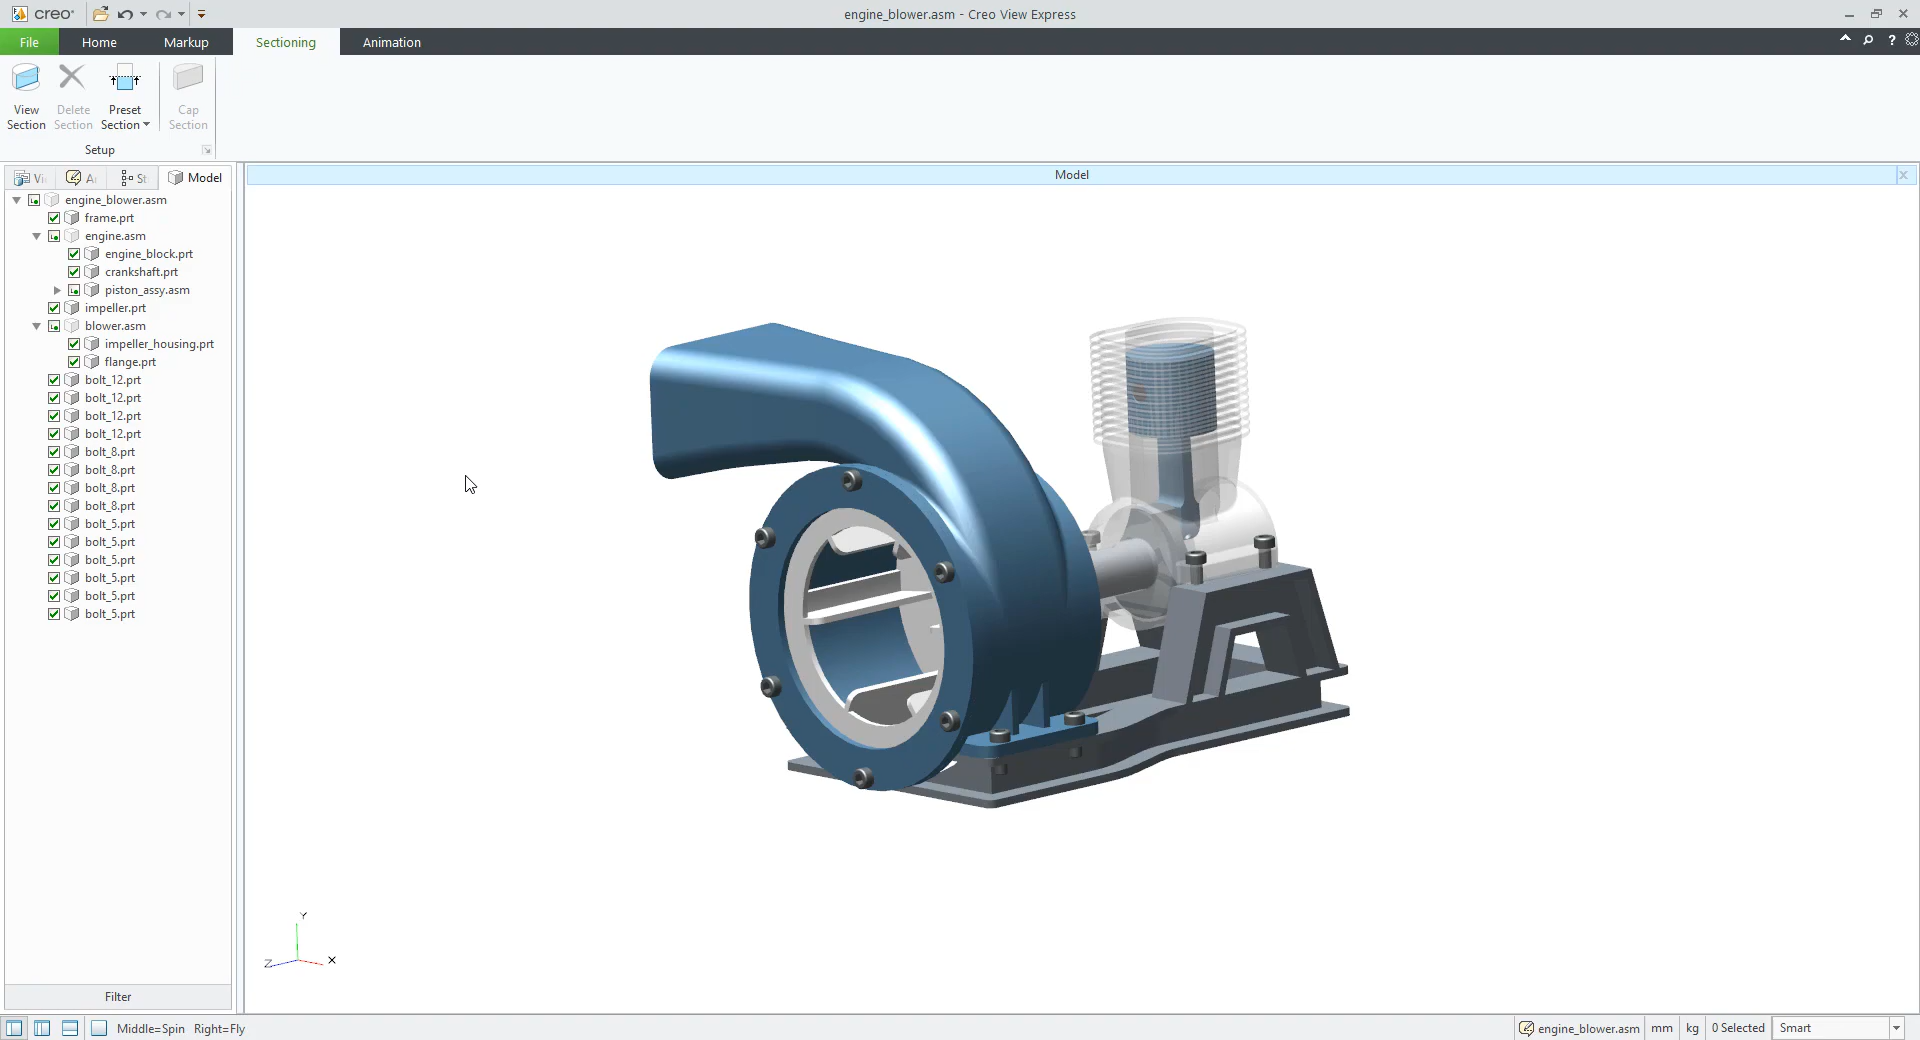 creo
engine_blower.asm - Creo View Express
File
Home
Markup
Sectioning
Animation
View
Section
Delete
Section
Preset
Section
Cap
Section
Setup
Vi
A
St
Model
Model
engine_blower.asm
frame.prt
engine.asm
engine_block.prt
crankshaft.prt
piston_assy.asm
impeller.prt
blower.asm
impeller_housing.prt
flange.prt
bolt_12.prt
bolt_12.prt
bolt_12.prt
bolt_12.prt
bolt_8.prt
bolt_8.prt
bolt_8.prt
bolt_8.prt
bolt_5.prt
bolt_5.prt
bolt_5.prt
bolt_5.prt
bolt_5.prt
bolt_5.prt
Y
Z
X
Filter
Middle=Spin Right=Fly
engine_blower.asm
mm
kg
0 Selected
Smart